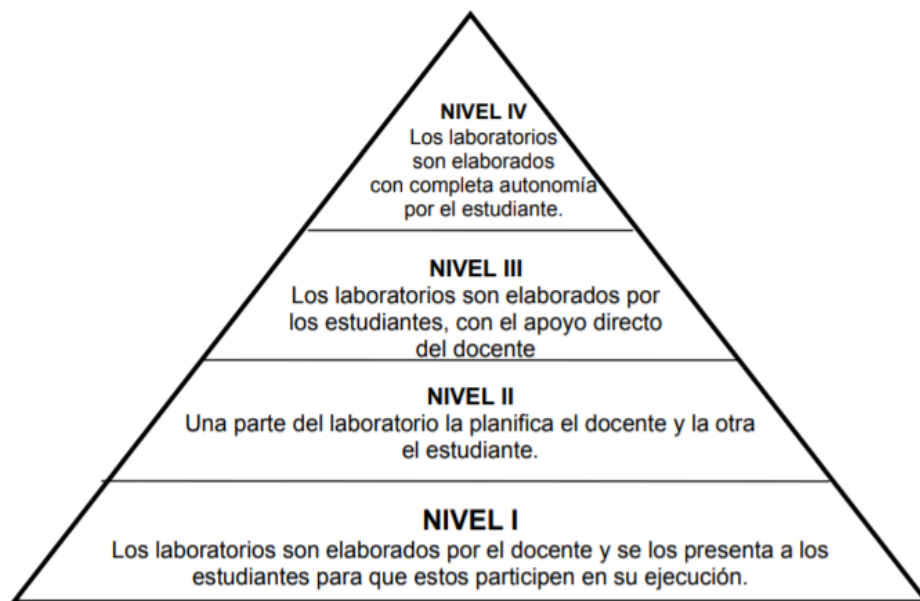 NIVEL IV
Los laboratorios
son elaborados
con completa autonomía
por el estudiante.
NIVEL III
Los laboratorios son elaborados por
los estudiantes, con el apoyo directo
del docente
NIVEL II
Una parte del laboratorio la planifica el docente y la otra
el estudiante.
NIVEL I
Los laboratorios son elaborados por el docente y se los presenta a los
estudiantes para que estos participen en su ejecución.